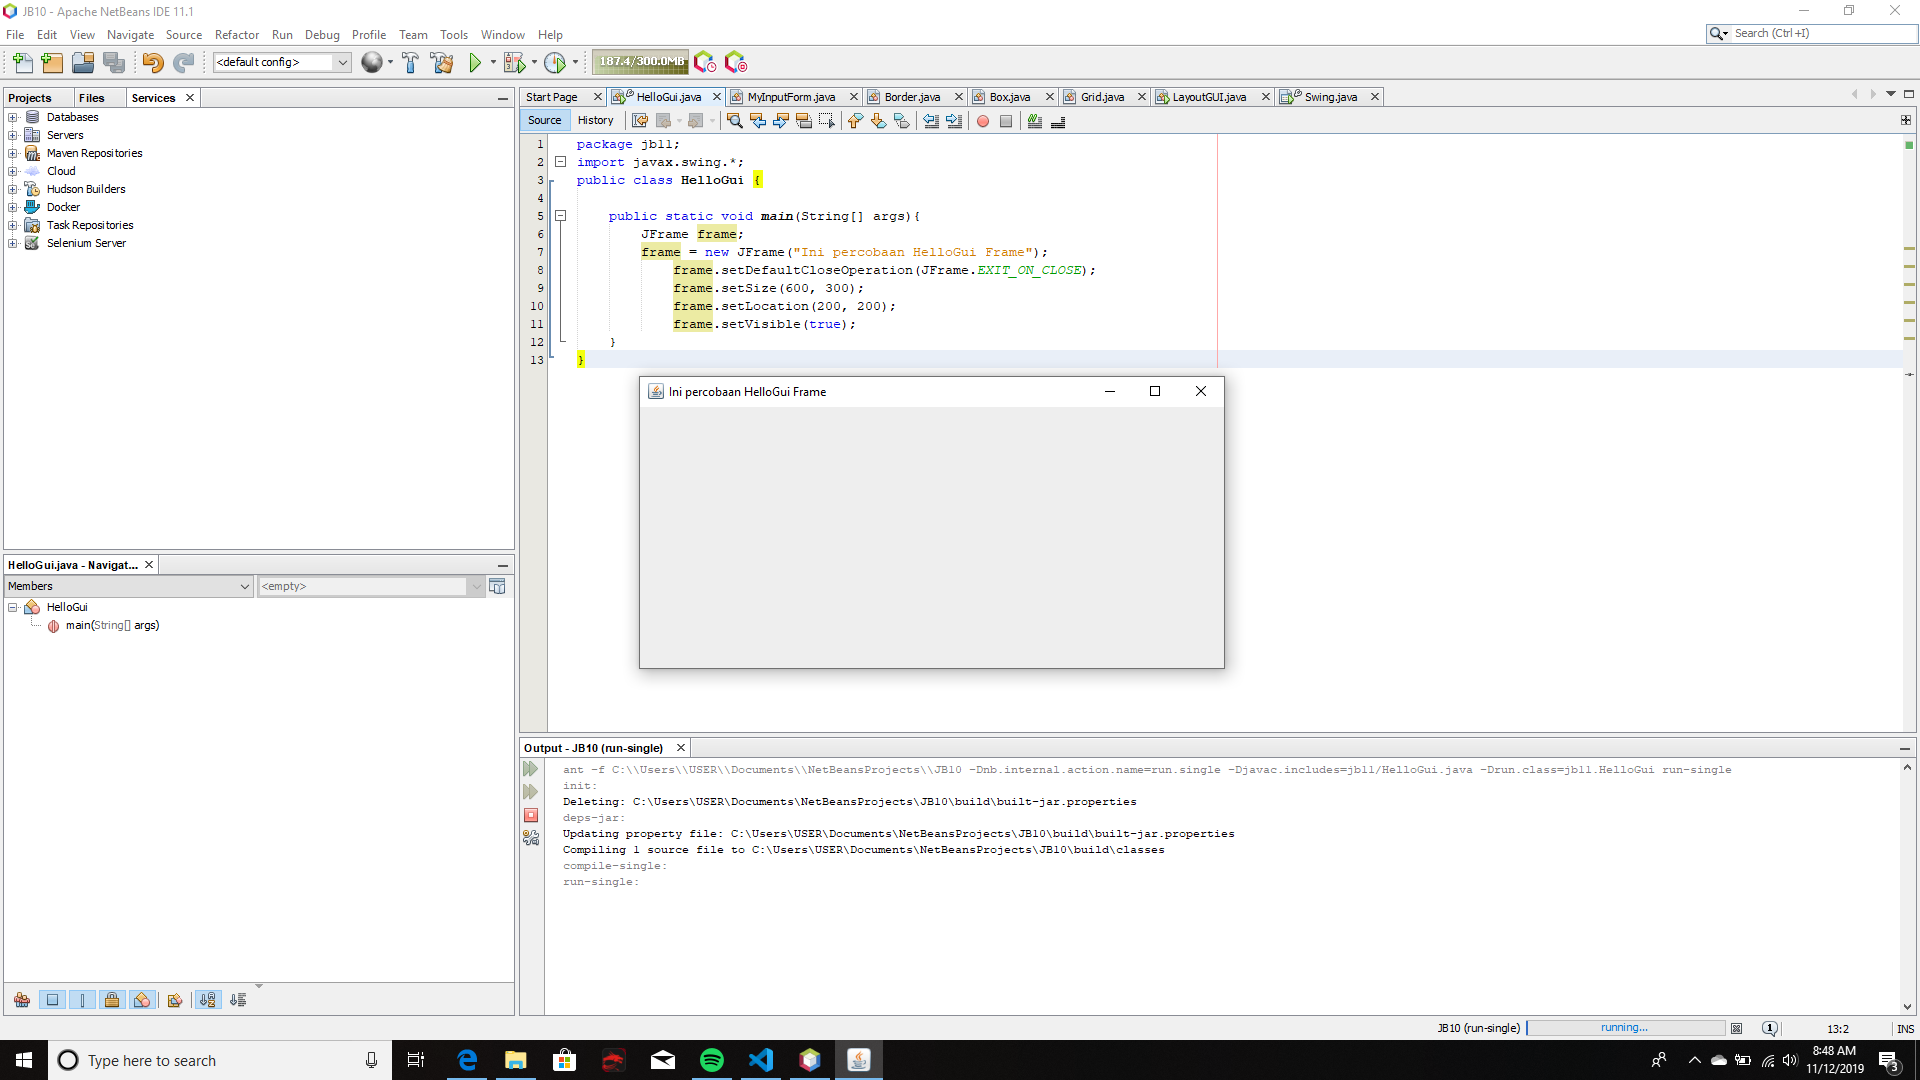 JB10 - Apache NetBeans IDE 11.1
File Edit View Navigate Source Refactor Run Debug Profile Team Tools Window Help
Search (Ctrl+I)
<default config>
187.4/300.0MB
Projects Files Services
Databases
Servers
Maven Repositories
Cloud
Hudson Builders
Docker
Task Repositories
Selenium Server
HelloGui.java - Navigat...
Members
<empty>
HelloGui
main(String[] args)
Start Page HelloGui.java MyInputForm.java Border.java Box.java Grid.java LayoutGUI.java Swing.java
Source History
1 package jb11;
2 import javax.swing.*;
3 public class HelloGui {
4
5 public static void main(String[] args){
6 JFrame frame;
7 frame = new JFrame("Ini percobaan HelloGui Frame");
8 frame.setDefaultCloseOperation(JFrame.EXIT_ON_CLOSE);
9 frame.setSize(600, 300);
10 frame.setLocation(200, 200);
11 frame.setVisible(true);
12 }
13 }
Ini percobaan HelloGui Frame
Output - JB10 (run-single)
ant -f C:\\Users\\USER\\Documents\\NetBeansProjects\\JB10 -Dnb.internal.action.name=run.single -Djavac.includes=jb11/HelloGui.java -Drun.class=jb11.HelloGui run-single
init:
Deleting: C:\Users\USER\Documents\NetBeansProjects\JB10\build\built-jar.properties
deps-jar:
Updating property file: C:\Users\USER\Documents\NetBeansProjects\JB10\build\built-jar.properties
Compiling 1 source file to C:\Users\USER\Documents\NetBeansProjects\JB10\build\classes
compile-single:
run-single:
JB10 (run-single) running... 1 13:2 INS
Type here to search
8:48 AM
11/12/2019
3